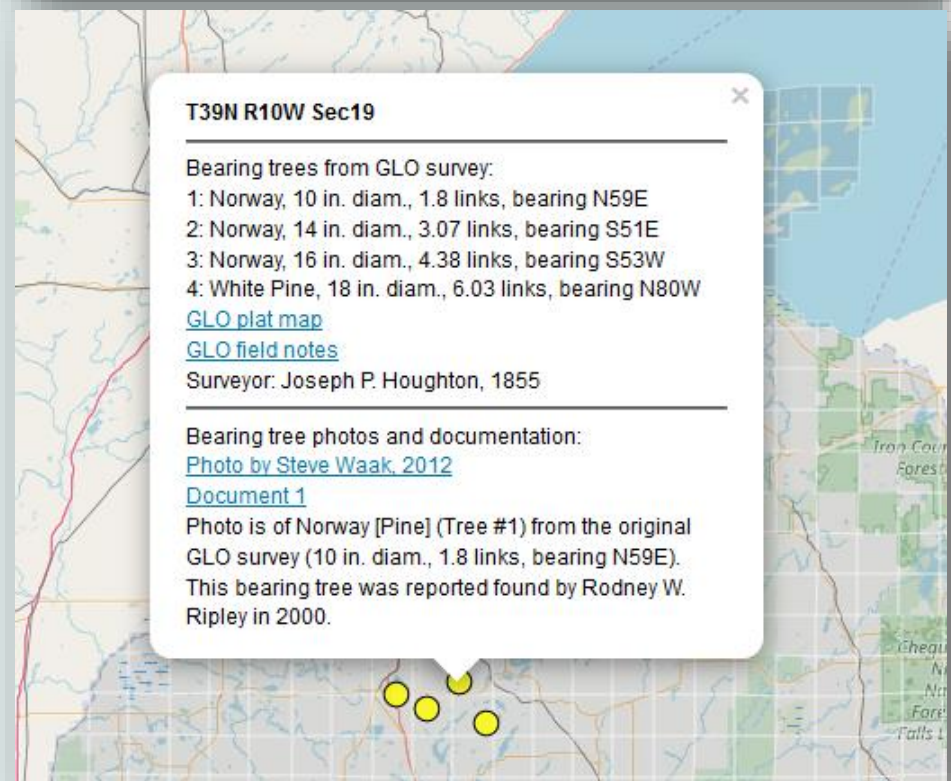 T39N R10W Sec19
×
Bearing trees from GLO survey:
1: Norway, 10 in. diam., 1.8 links, bearing N59E
2: Norway, 14 in. diam., 3.07 links, bearing S51E
3: Norway, 16 in. diam., 4.38 links, bearing S53W
4: White Pine, 18 in. diam., 6.03 links, bearing N80W
GLO plat map
GLO field notes
Surveyor: Joseph P. Houghton, 1855
Bearing tree photos and documentation:
Photo by Steve Waak, 2012
Document 1
Photo is of Norway [Pine] (Tree #1) from the original
GLO survey (10 in. diam., 1.8 links, bearing N59E).
This bearing tree was reported found by Rodney W.
Ripley in 2000.
Iron Coun
Forest
Chequ
Na
Fore
Falls L